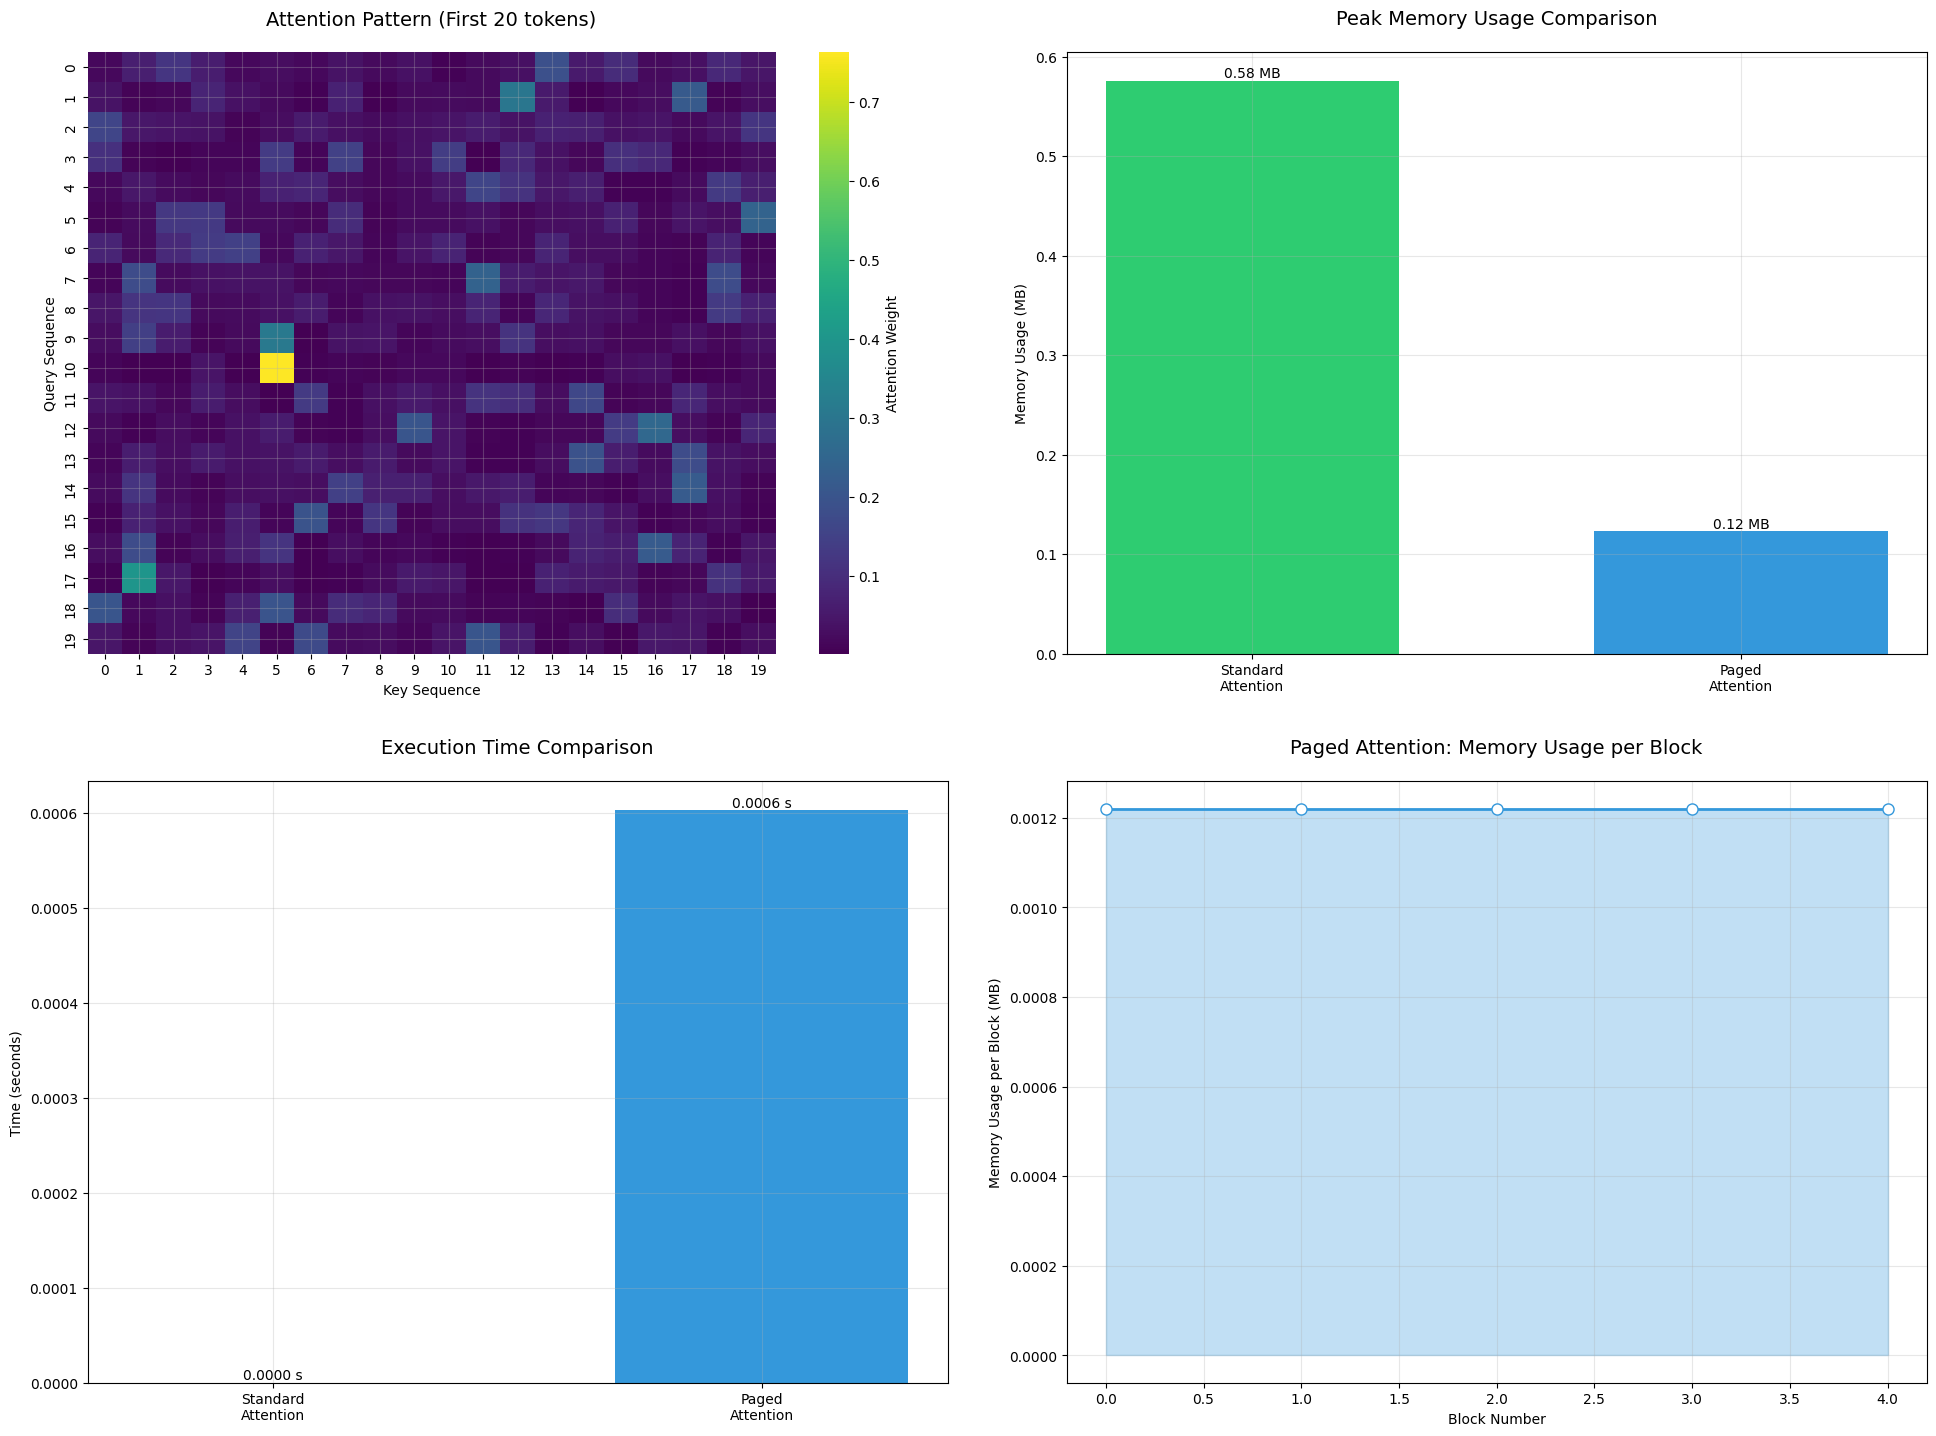 Attention Pattern (First 20 tokens)
0
1
2
3
4
5
6
7
8
9
10
11
12
13
14
15
16
17
18
19
Query Sequence
0 1 2 3 4 5 6 7 8 9 10 11 12 13 14 15 16 17 18 19
Key Sequence
0.7
0.6
0.5
0.4
0.3
0.2
0.1
Attention Weight
Peak Memory Usage Comparison
0.6
0.5
0.4
0.3
0.2
0.1
0.0
Memory Usage (MB)
0.58 MB
0.12 MB
Standard
Attention
Paged
Attention
Execution Time Comparison
0.0006
0.0005
0.0004
0.0003
0.0002
0.0001
0.0000
Time (seconds)
0.0000 s
0.0006 s
Standard
Attention
Paged
Attention
Paged Attention: Memory Usage per Block
0.0012
0.0010
0.0008
0.0006
0.0004
0.0002
0.0000
Memory Usage per Block (MB)
0.0 0.5 1.0 1.5 2.0 2.5 3.0 3.5 4.0
Block Number